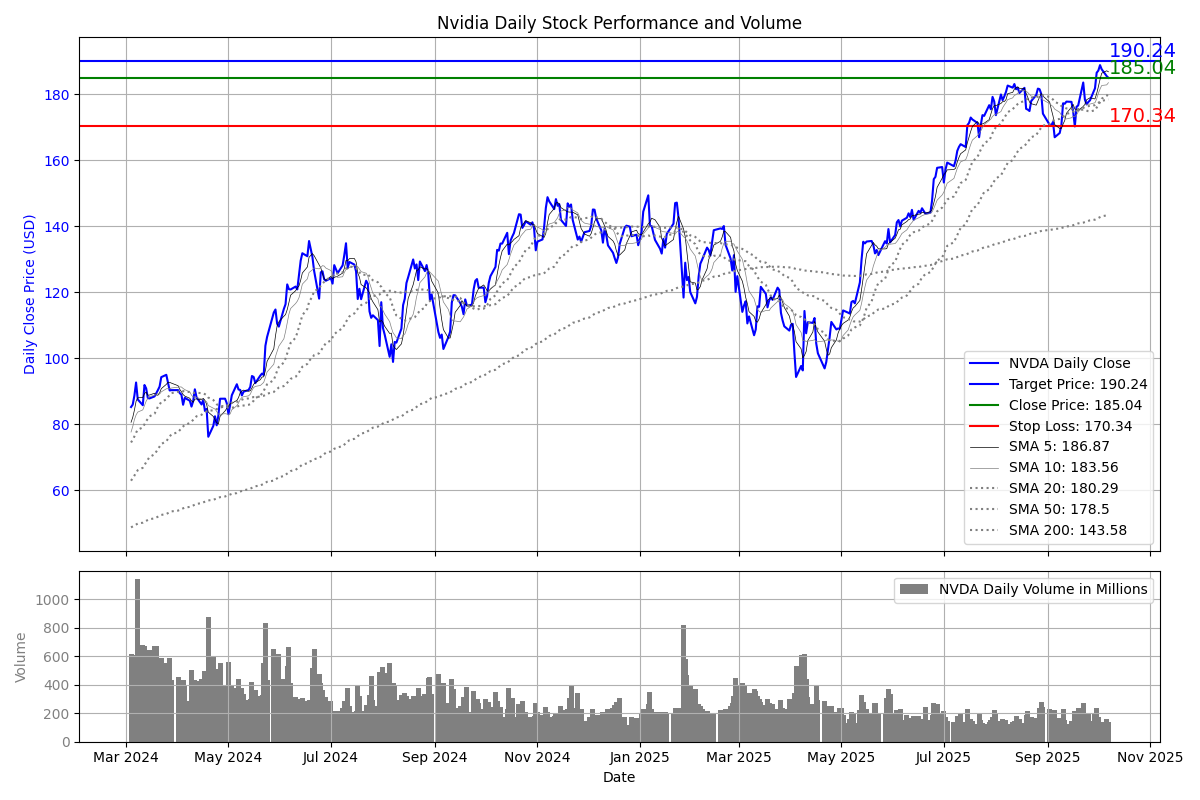 Nvidia Daily Stock Performance and Volume
190.24
185.04
170.34
Daily Close Price (USD)
180
160
140
120
100
80
60
NVDA Daily Close
Target Price: 190.24
Close Price: 185.04
Stop Loss: 170.34
SMA 5: 186.87
SMA 10: 183.56
SMA 20: 180.29
SMA 50: 178.5
SMA 200: 143.58
Volume
1000
800
600
400
200
0
NVDA Daily Volume in Millions
Mar 2024 May 2024 Jul 2024 Sep 2024 Nov 2024 Jan 2025 Mar 2025 May 2025 Jul 2025 Sep 2025 Nov 2025
Date